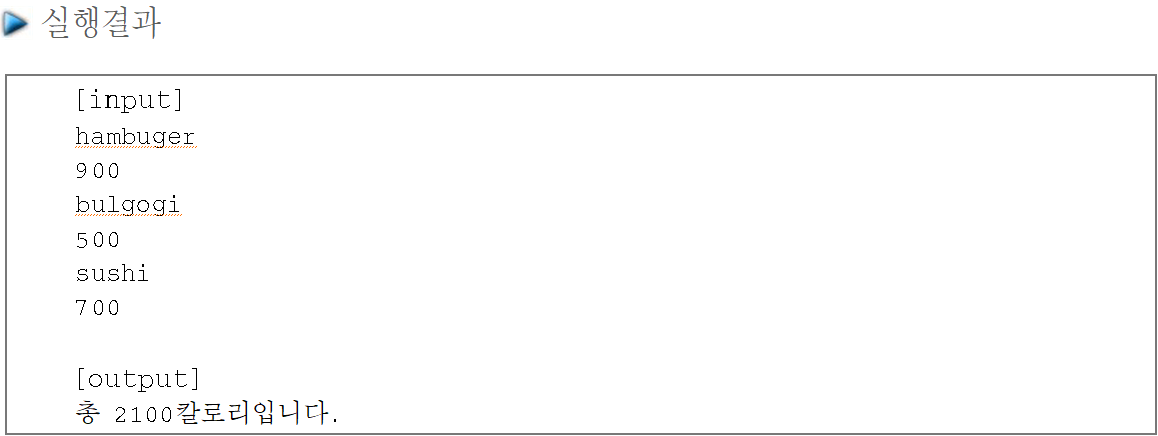 실행결과
[input]
hambuger
900
bulgogi
500
sushi
700
[output]
총 2100칼로리입니다.